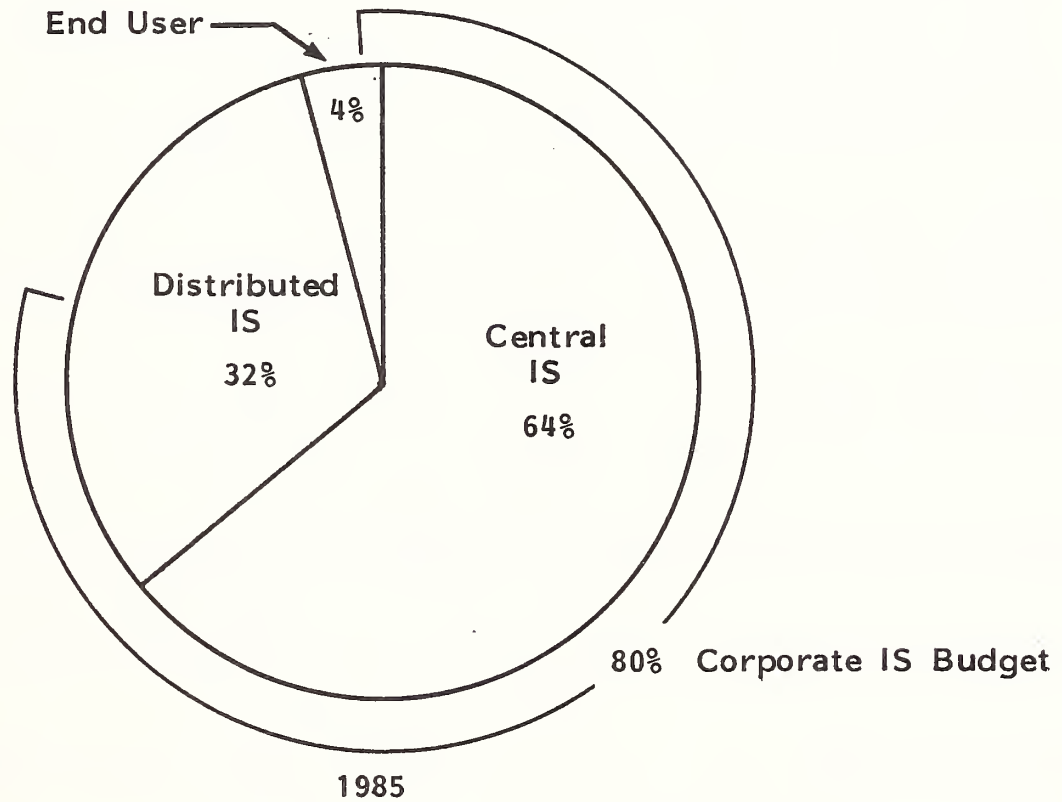 End User
4%
Distributed
IS
32%
Central
IS
64%
80% Corporate IS Budget
1985